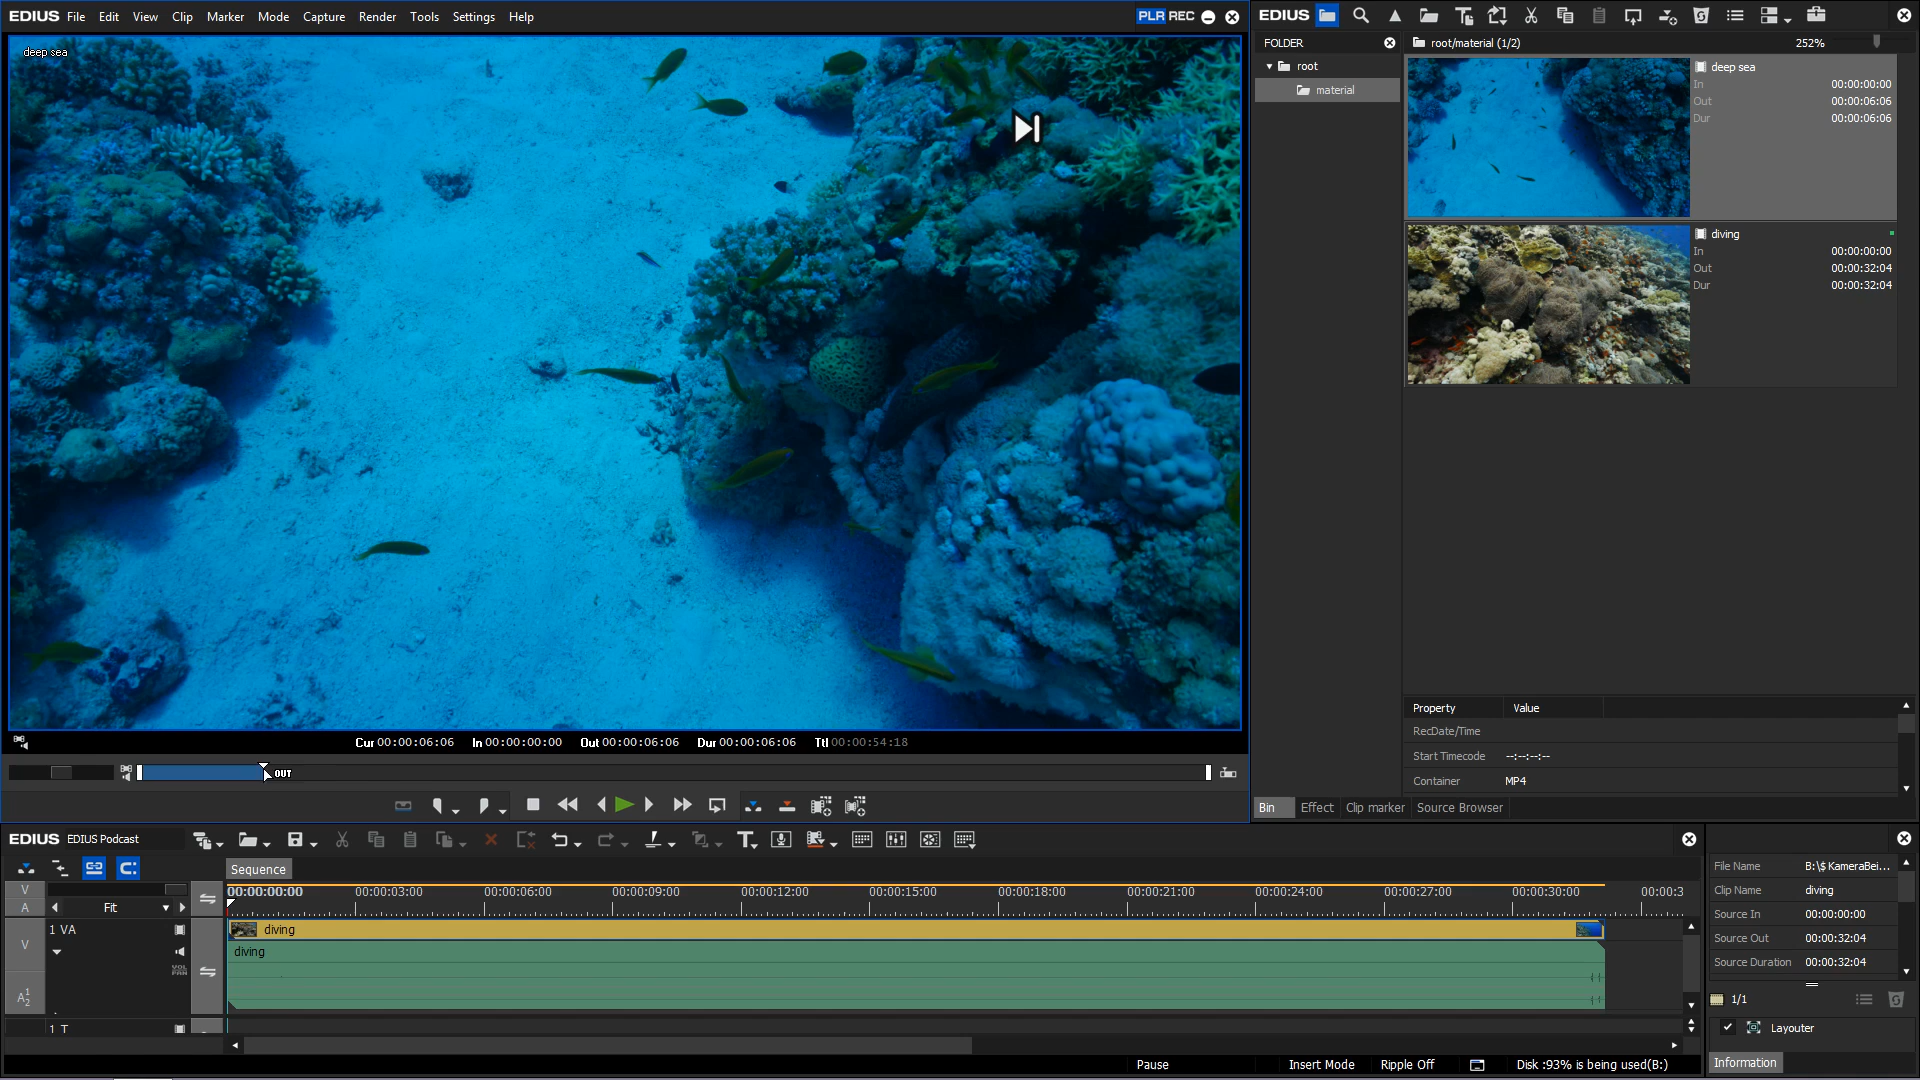 EDIUS File Edit View Clip Marker Mode Capture Render Tools Settings Help PLR REC
deep sea
Cur 00:00:06:06 In 00:00:00:00 Out 00:00:06:06 Dur 00:00:06:06 Ttl 00:00:54:18
OUT
EDIUS
FOLDER
root
material
root/material (1/2) 252%
deep sea
In 00:00:00:00
Out 00:00:06:06
Dur 00:00:06:06
diving
In 00:00:00:00
Out 00:00:32:04
Dur 00:00:32:04
Property Value
RecDate/Time
Start Timecode --:--:--:--
Container MP4
Bin Effect Clip marker Source Browser
EDIUS EDIUS Podcast
Sequence
V
A Fit
00:00:00:00 00:00:03:00 00:00:06:00 00:00:09:00 00:00:12:00 00:00:15:00 00:00:18:00 00:00:21:00 00:00:24:00 00:00:27:00 00:00:30:00 00:00:3
1 VA
V
diving
diving
VOL
PAN
A 1 2
1 T
Pause Insert Mode Ripple Off Disk :93% is being used(B:)
File Name B:\$ KameraBei...
Clip Name diving
Source In 00:00:00:00
Source Out 00:00:32:04
Source Duration 00:00:32:04
1/1
Layouter
Information